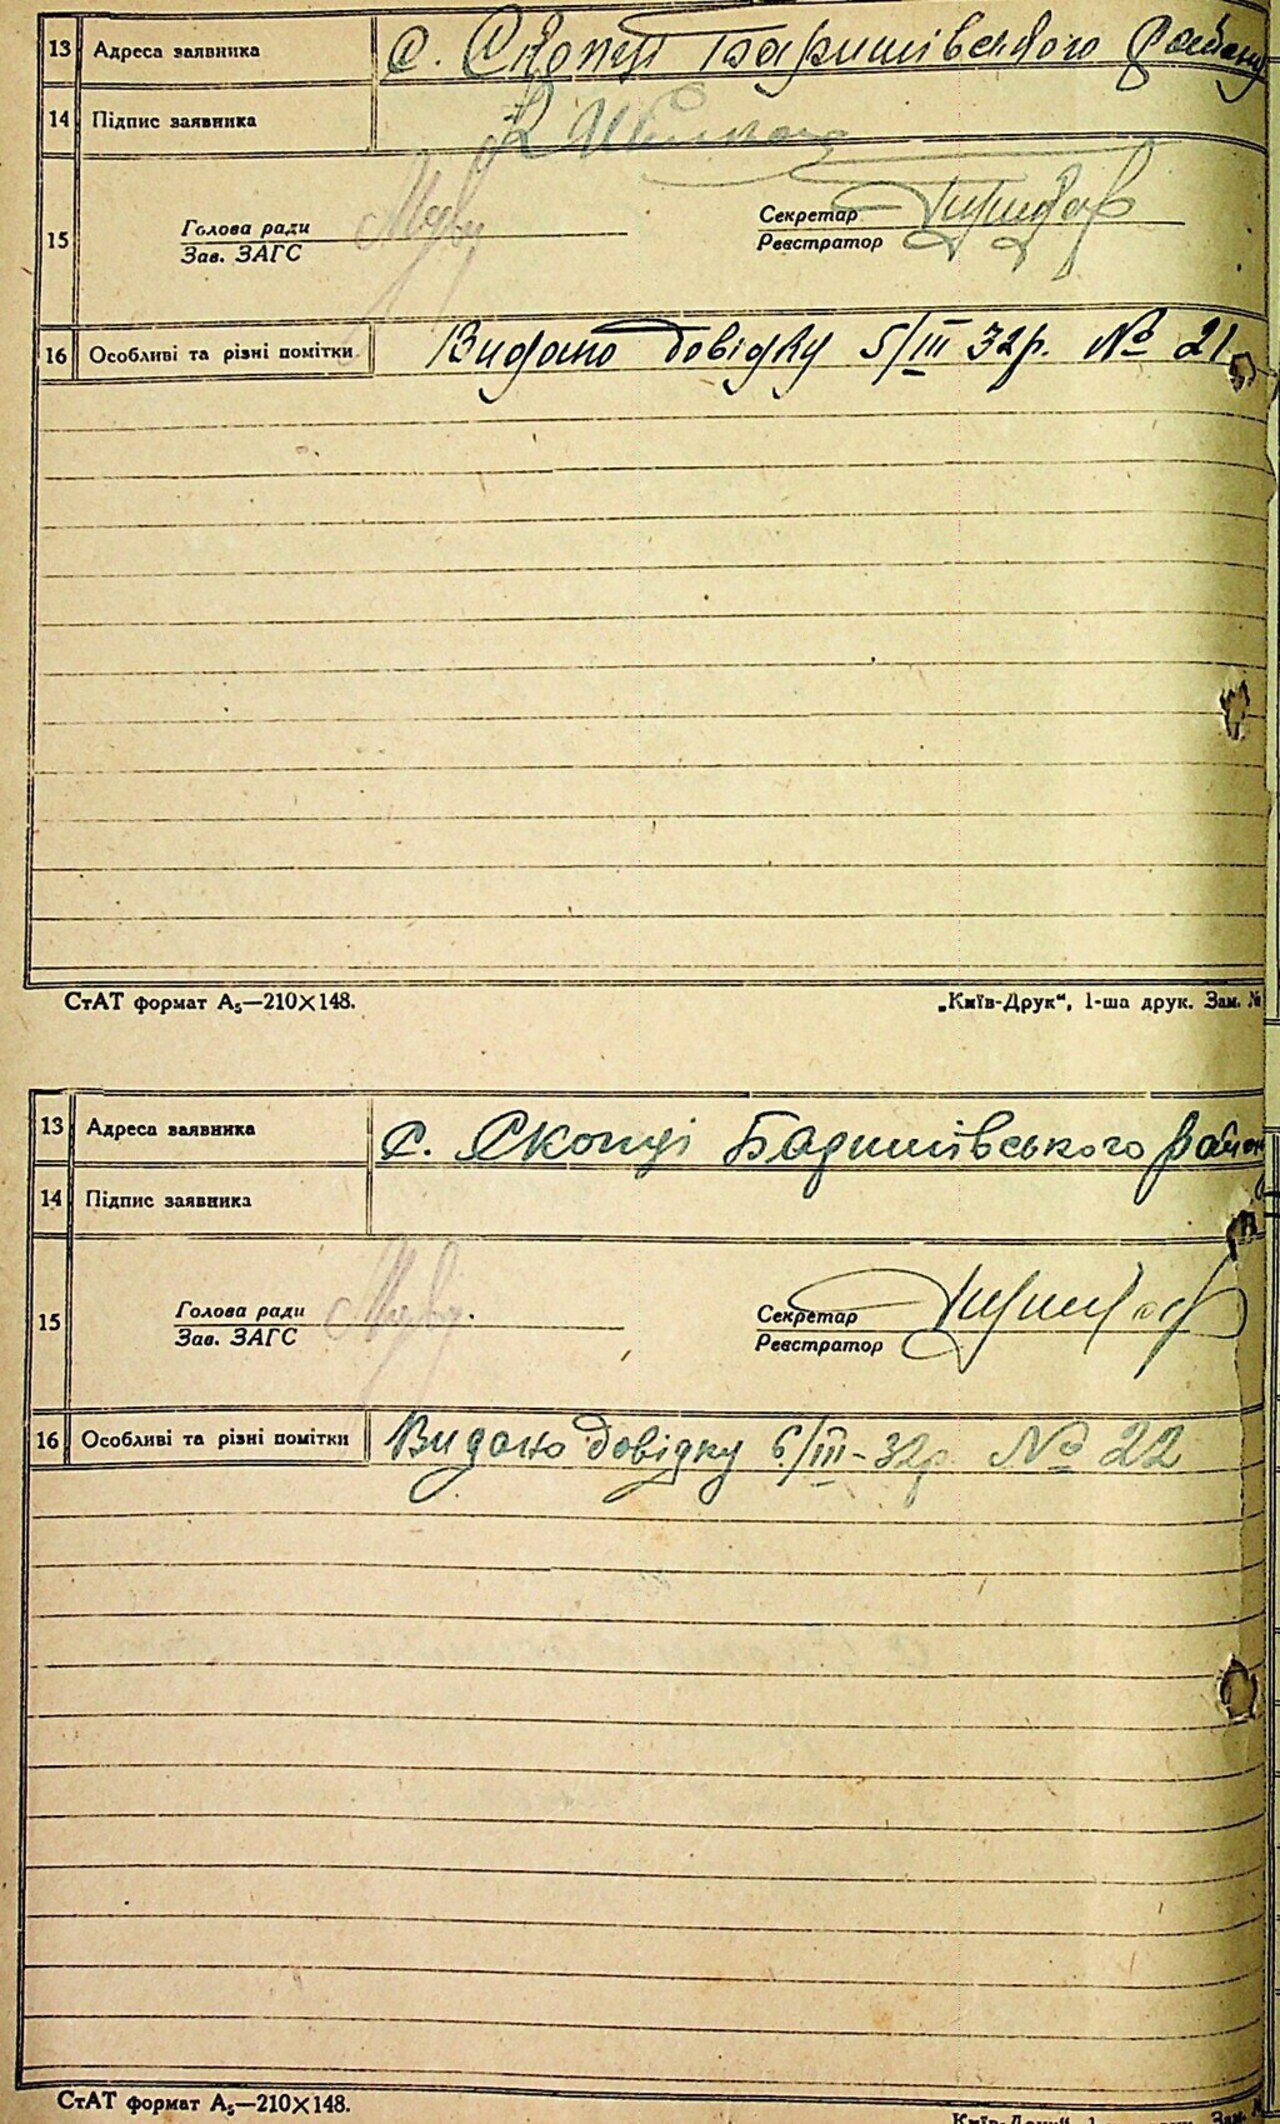 13 Адреса заявника с. Скопці Баришівського району
14 Підпис заявника
15 Голова ради Секретар
Зав. ЗАГС Реєстратор
16 Особливі та різні помітки Видано довідку 5/III 32р. № 21
СтАТ формат А₅—210×148. „Київ-Друк“, 1-ша друк. Зам. №
13 Адреса заявника с. Скопці Баришівського район
14 Підпис заявника
15 Голова ради Секретар
Зав. ЗАГС Реєстратор
16 Особливі та різні помітки Видано довідку 6/III-32р. № 22
СтАТ формат А₅—210×148.